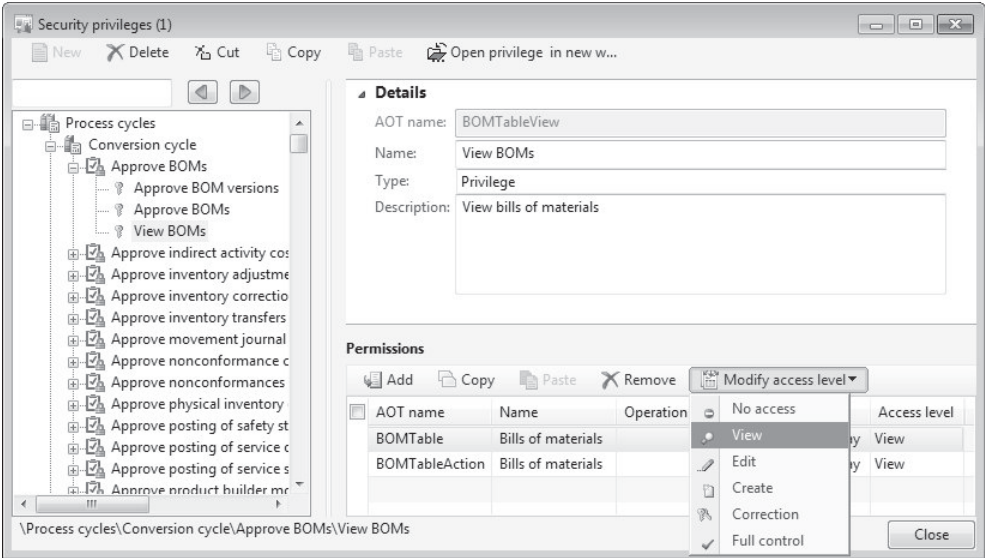 Security privileges (1)
New Delete Cut Copy Paste Open privilege in new w...
Process cycles
Conversion cycle
Approve BOMs
Approve BOM versions
Approve BOMs
View BOMs
Approve indirect activity cos
Approve inventory adjustme
Approve inventory correctio
Approve inventory transfers
Approve movement journal
Approve nonconformance c
Approve nonconformances
Approve physical inventory
Approve posting of safety st
Approve posting of service c
Approve posting of service s
Approve product builder mo
Details
AOT name: BOMTableView
Name: View BOMs
Type: Privilege
Description: View bills of materials
Permissions
Add Copy Paste Remove Modify access level
AOT name Name Operation Access level
BOMTable Bills of materials ay View
BOMTableAction Bills of materials ay View
No access
View
Edit
Create
Correction
Full control
\Process cycles\Conversion cycle\Approve BOMs\View BOMs
Close